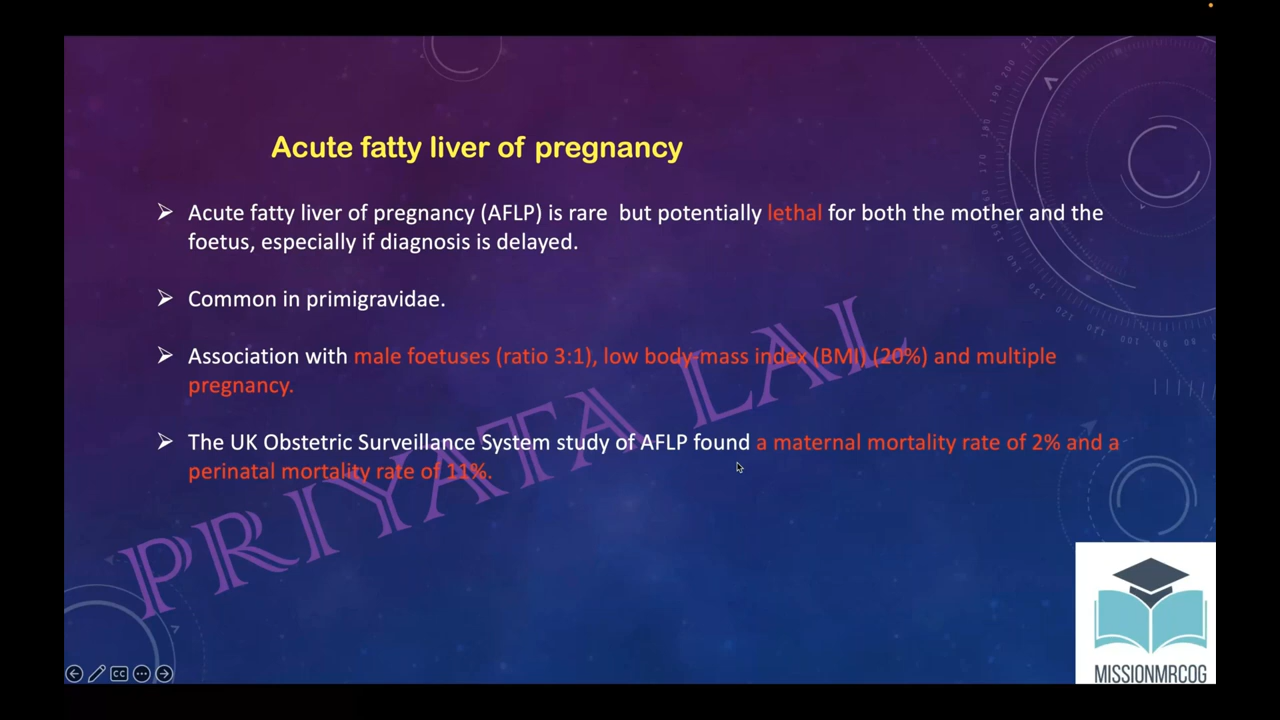 Acute fatty liver of pregnancy
➢ Acute fatty liver of pregnancy (AFLP) is rare but potentially lethal for both the mother and the
foetus, especially if diagnosis is delayed.
➢ Common in primigravidae.
➢ Association with male foetuses (ratio 3:1), low body-mass index (BMI) (20%) and multiple
pregnancy.
➢ The UK Obstetric Surveillance System study of AFLP found a maternal mortality rate of 2% and a
perinatal mortality rate of 11%.
PRIYATA LAL
MISSIONMRCOG
CC